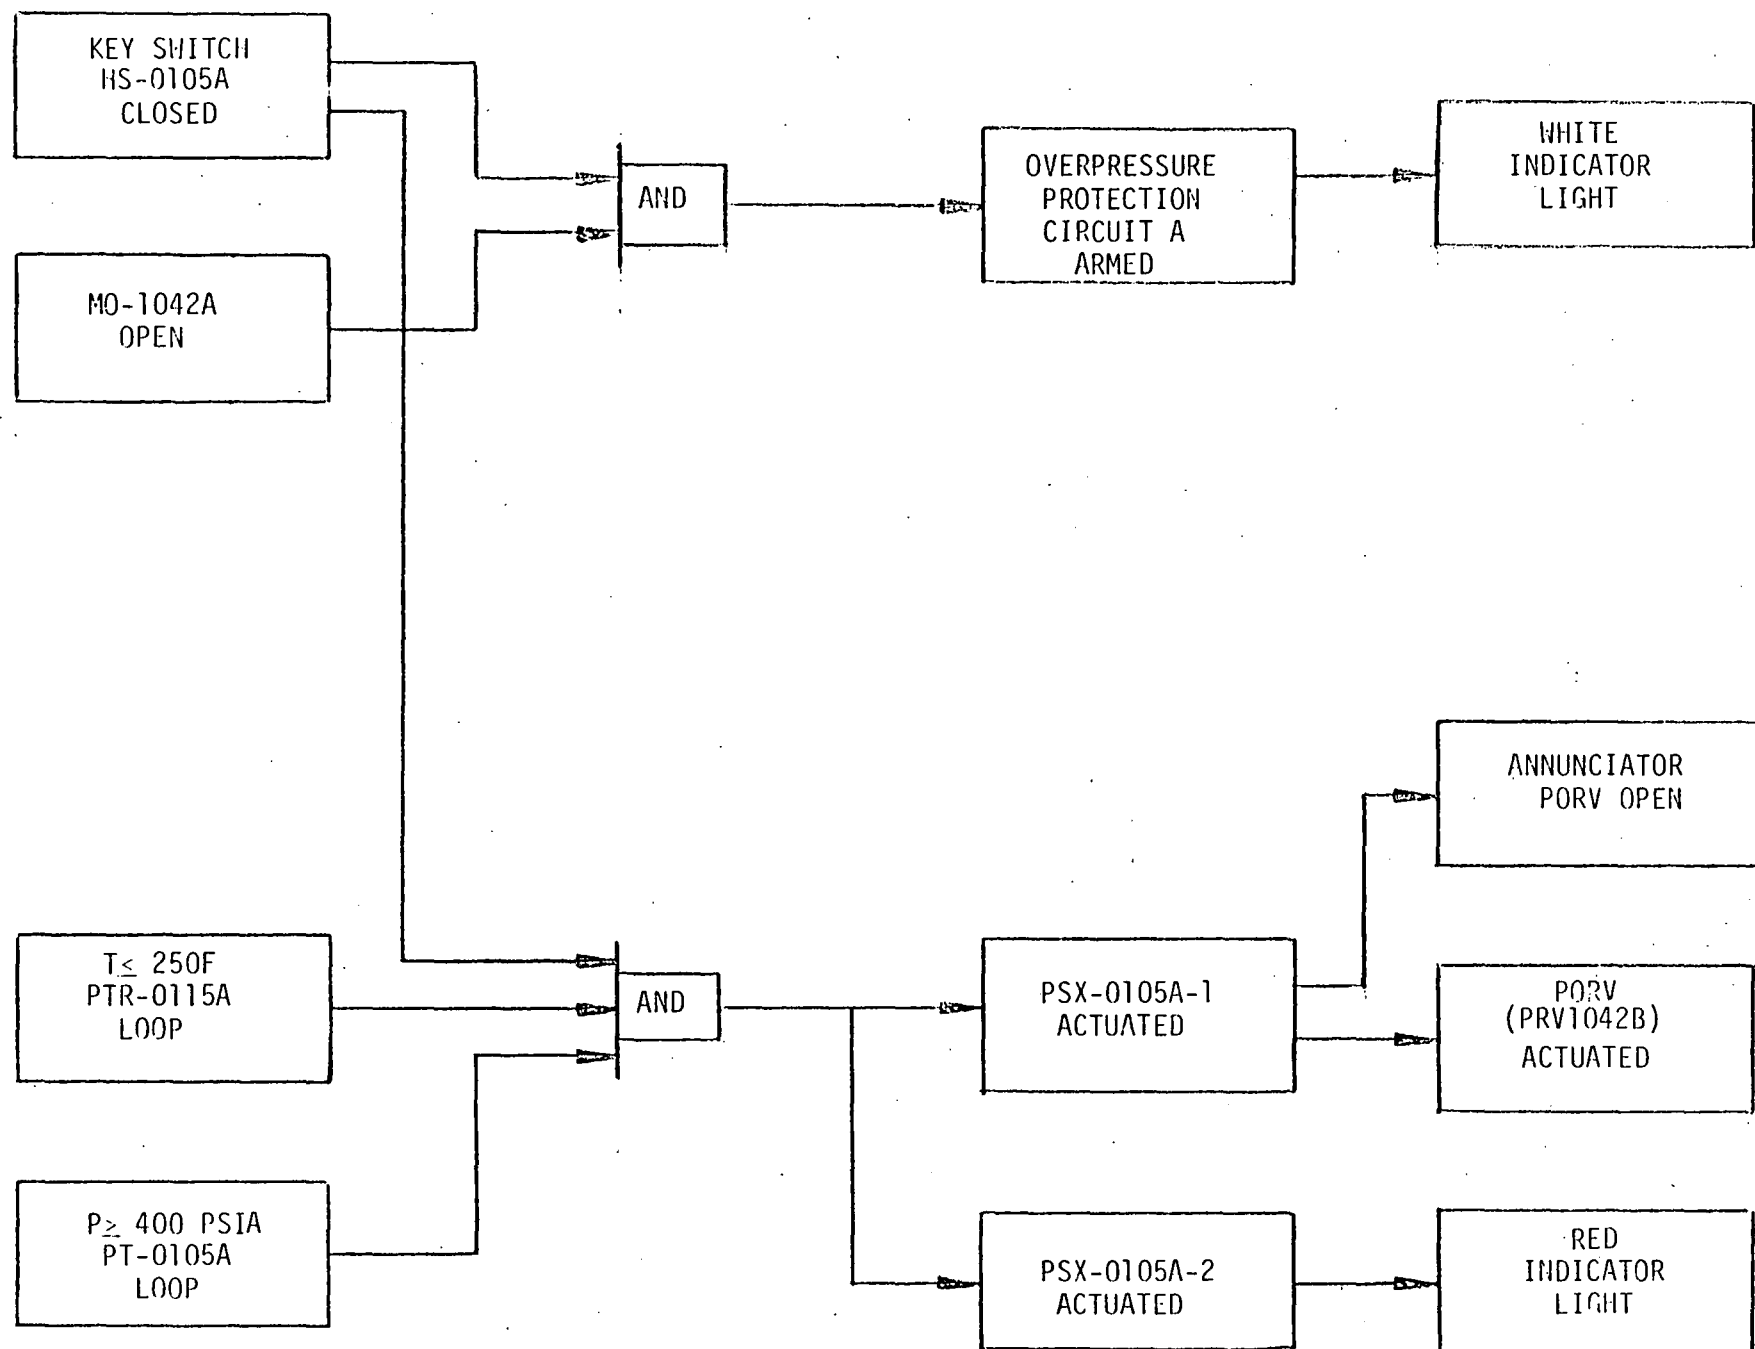 KEY SWITCH
HS-0105A
CLOSED
MO-1042A
OPEN
AND
OVERPRESSURE
PROTECTION
CIRCUIT A
ARMED
WHITE
INDICATOR
LIGHT
T≤ 250F
PTR-0115A
LOOP
P≥ 400 PSIA
PT-0105A
LOOP
AND
PSX-0105A-1
ACTUATED
PSX-0105A-2
ACTUATED
ANNUNCIATOR
PORV OPEN
PORV
(PRV1042B)
ACTUATED
RED
INDICATOR
LIGHT